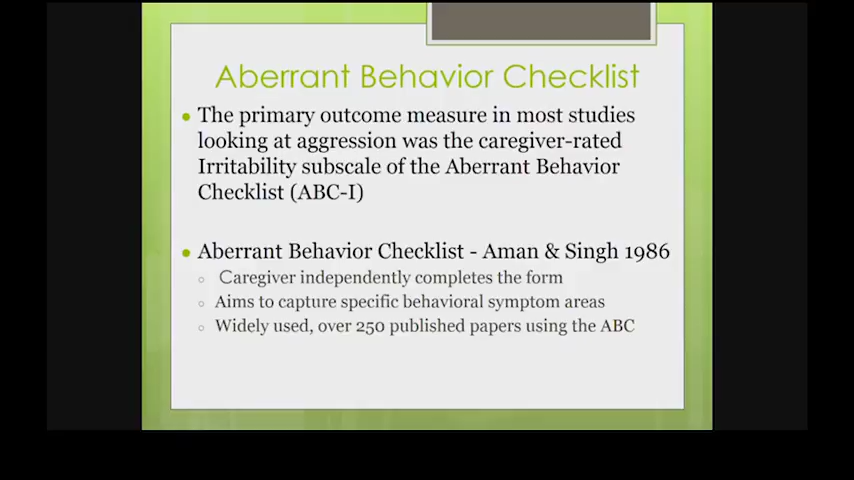 Aberrant Behavior Checklist
The primary outcome measure in most studies
looking at aggression was the caregiver-rated
Irritability subscale of the Aberrant Behavior
Checklist (ABC-I)
Aberrant Behavior Checklist - Aman & Singh 1986
Caregiver independently completes the form
Aims to capture specific behavioral symptom areas
Widely used, over 250 published papers using the ABC